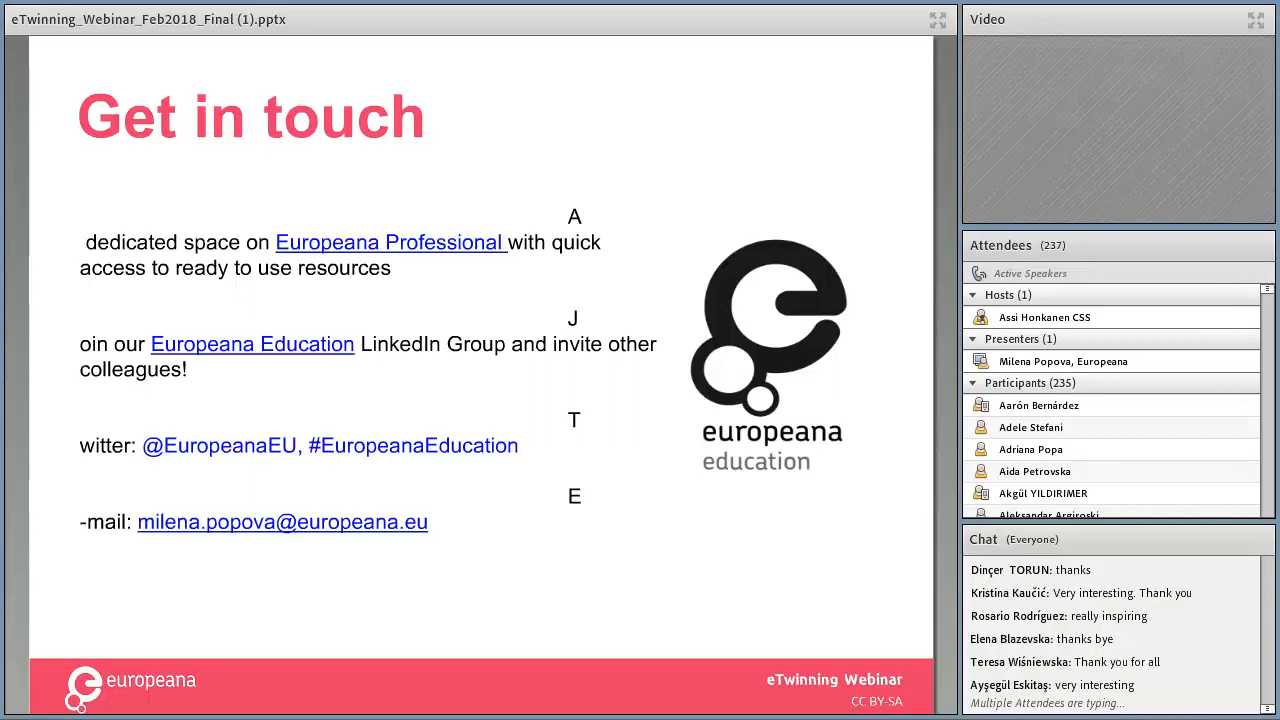 eTwinning_Webinar_Feb2018_Final (1).pptx
Get in touch
A
dedicated space on Europeana Professional with quick
access to ready to use resources
J
oin our Europeana Education LinkedIn Group and invite other
colleagues!
T
witter: @EuropeanaEU, #EuropeanaEducation
E
-mail: milena.popova@europeana.eu
europeana
education
europeana
eTwinning Webinar
CC BY-SA
Video
Attendees (237)
Active Speakers
Hosts (1)
Assi Honkanen CSS
Presenters (1)
Milena Popova, Europeana
Participants (235)
Aarón Bernárdez
Adele Stefani
Adriana Popa
Aida Petrovska
Akgül YILDIRIMER
Aleksandar Argiroski
Chat (Everyone)
Dinçer TORUN: thanks
Kristina Kaučić: Very interesting. Thank you
Rosario Rodríguez: really inspiring
Elena Blazevska: thanks bye
Teresa Wiśniewska: Thank you for all
Ayşegül Eskitaş: very interesting
Multiple Attendees are typing...